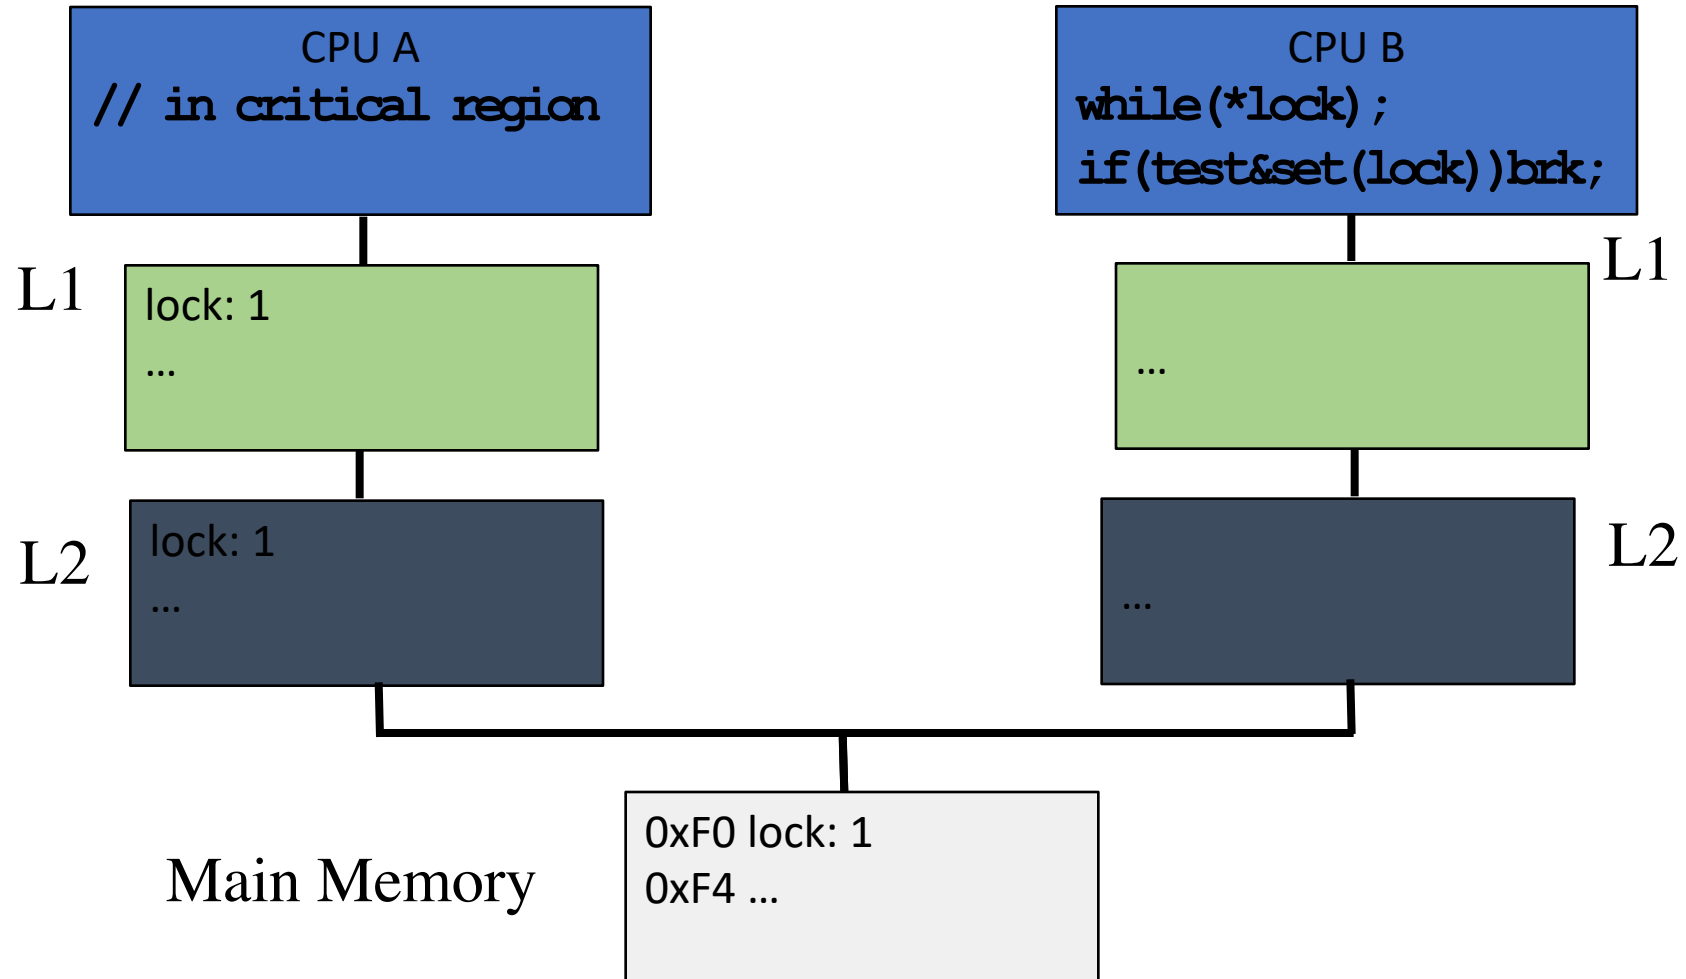 CPU A
// in critical region
CPU B
while(*lock);
if(test&set(lock))brk;
L1
lock: 1
...
L1
...
L2
lock: 1
...
L2
...
Main Memory
0xF0 lock: 1
0xF4 ...